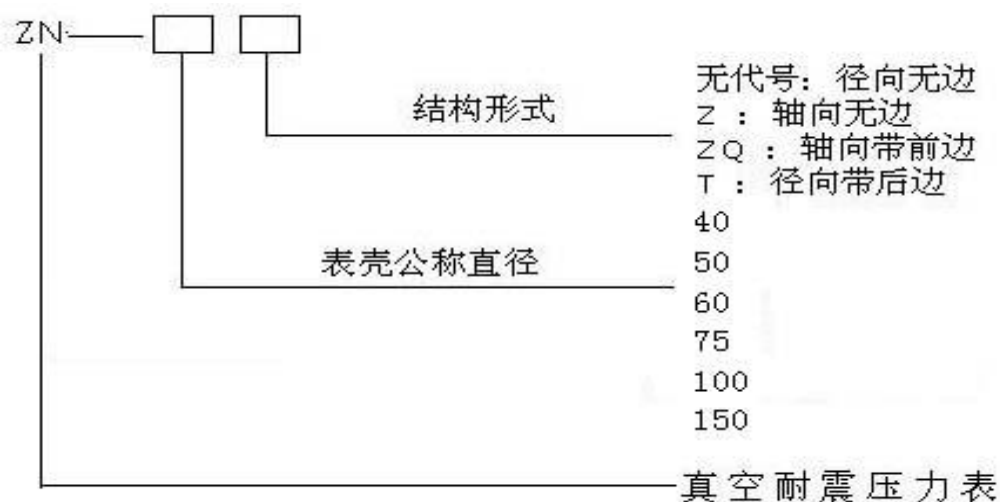 ZN
无代号：径向无边
结构形式
Z ：轴向无边
ZQ ：轴向带前边
T ：径向带后边
40
表壳公称直径
50
60
75
100
150
真空耐震压力表